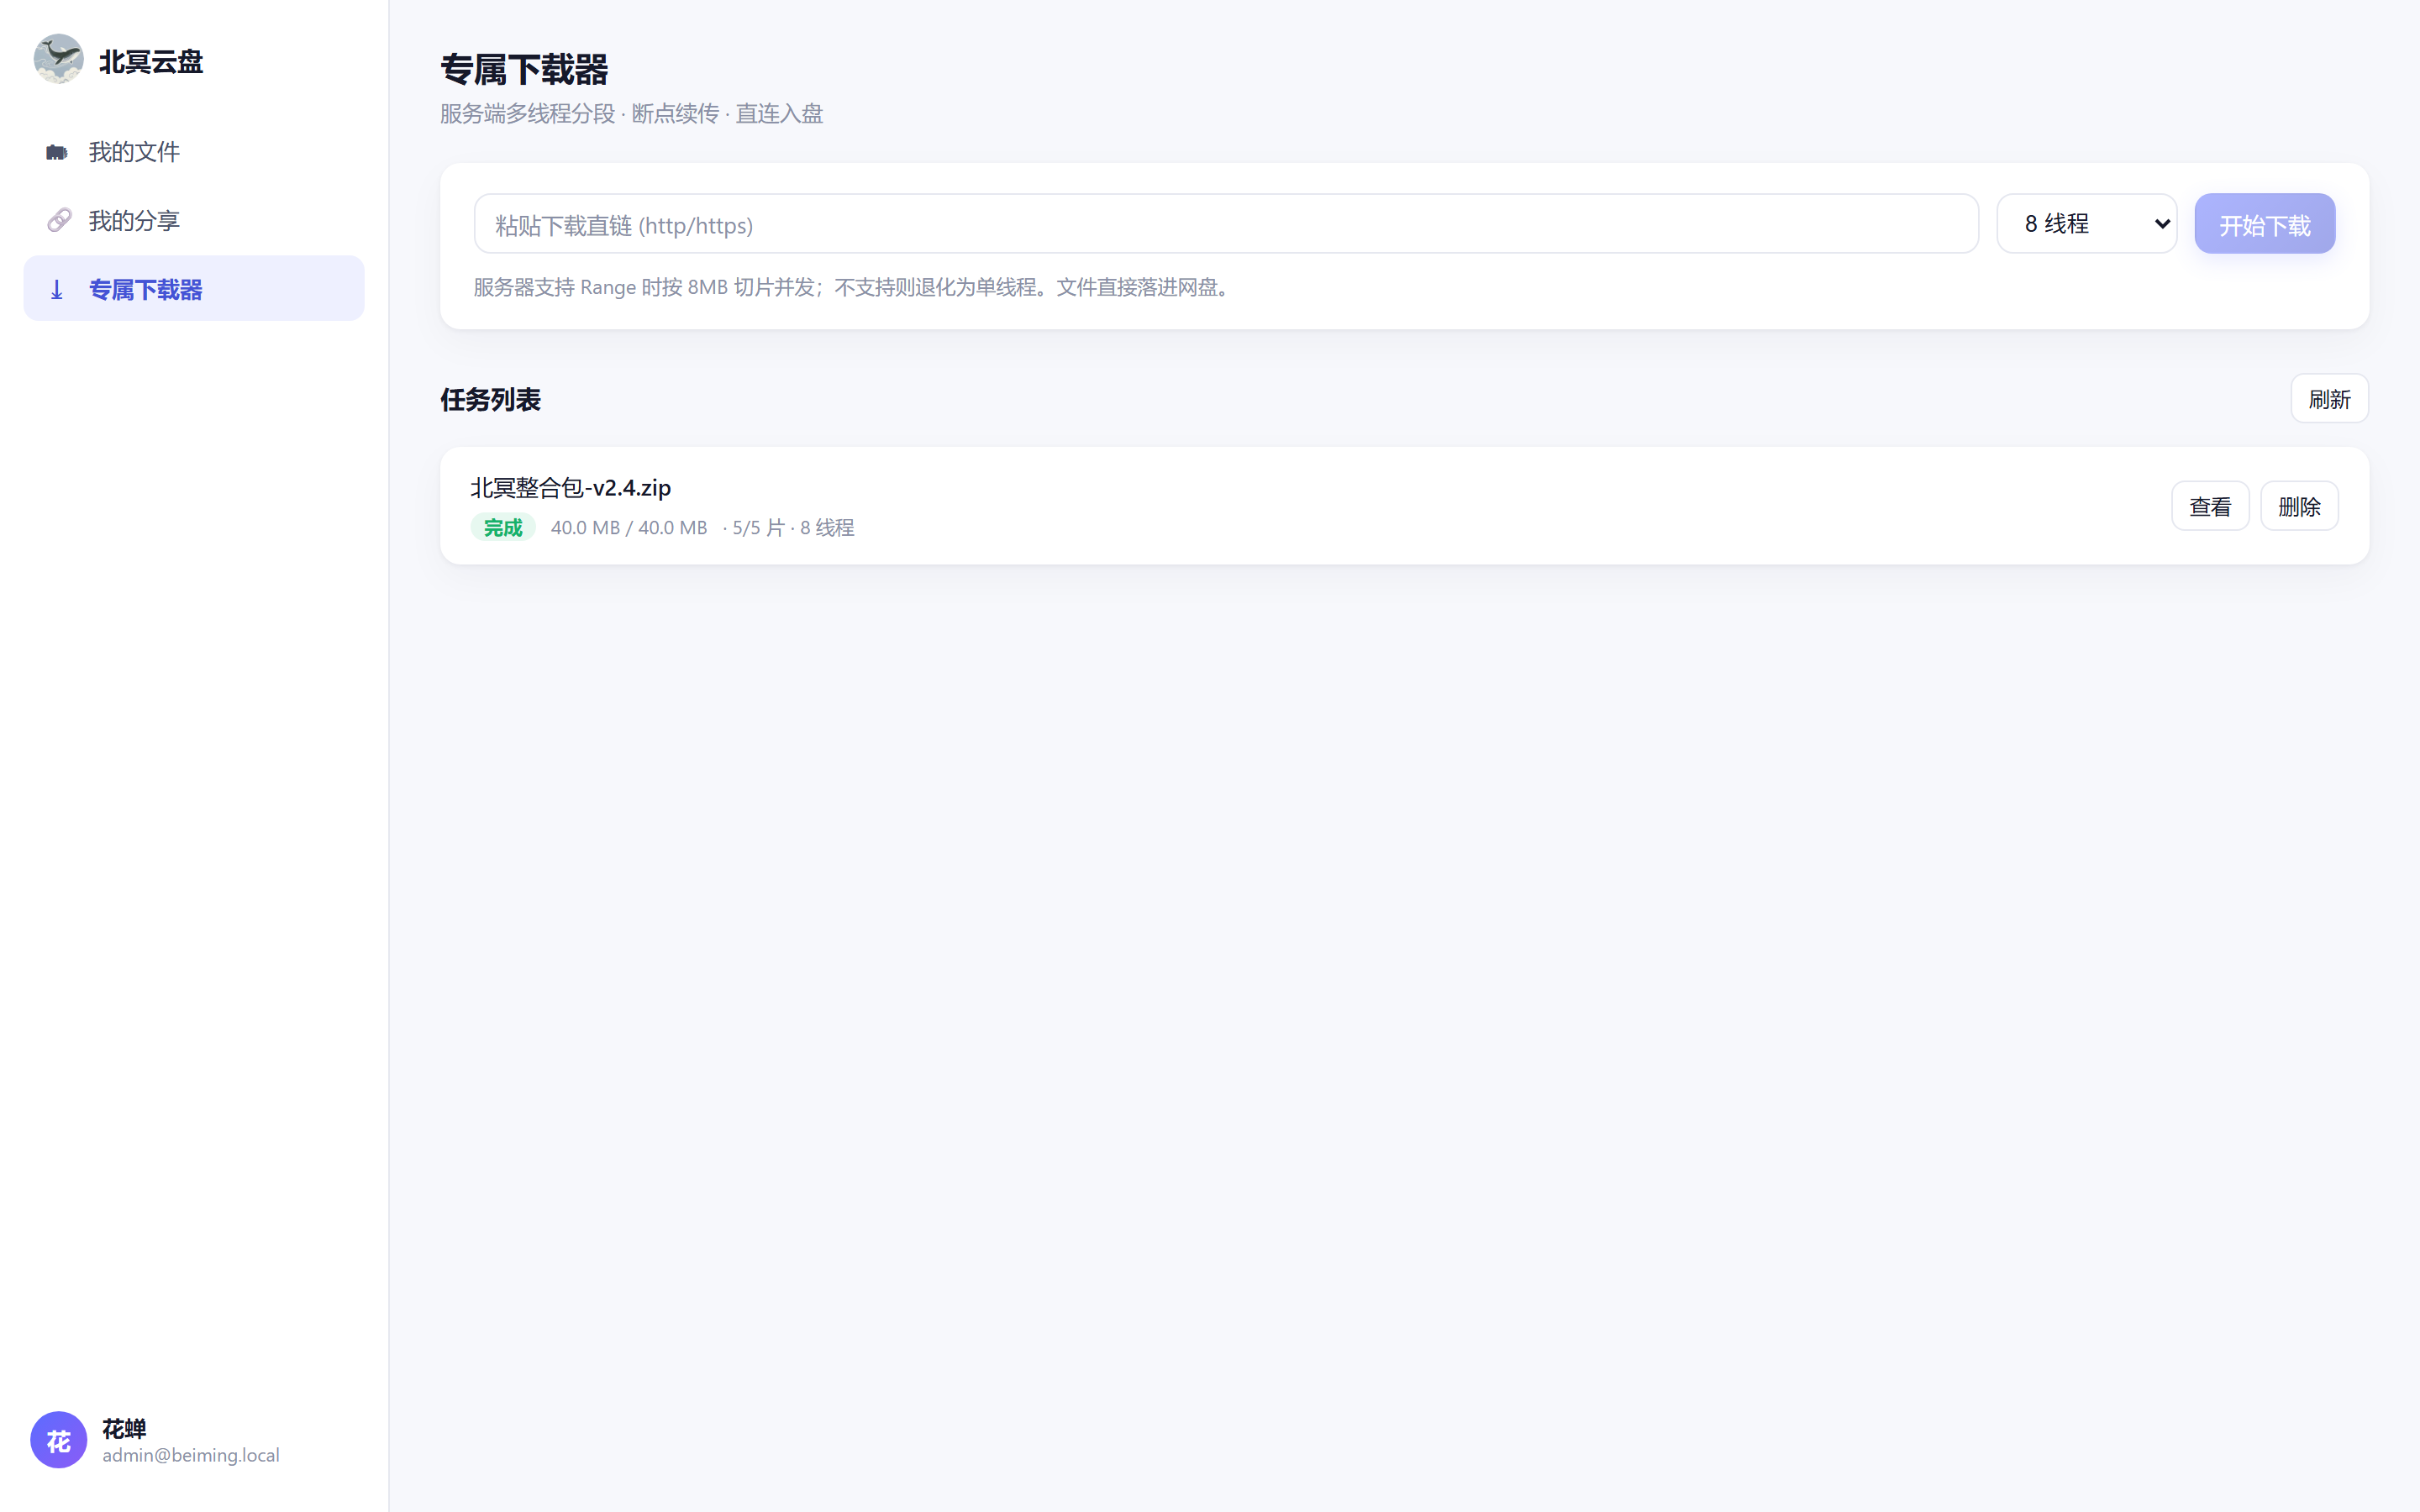 北冥云盘
我的文件
我的分享
专属下载器
专属下载器
服务端多线程分段 · 断点续传 · 直连入盘
粘贴下载直链 (http/https)
8 线程
开始下载
服务器支持 Range 时按 8MB 切片并发；不支持则退化为单线程。文件直接落进网盘。
任务列表
刷新
北冥整合包-v2.4.zip
完成 40.0 MB / 40.0 MB · 5/5 片 · 8 线程
查看
删除
花
花蝉
admin@beiming.local